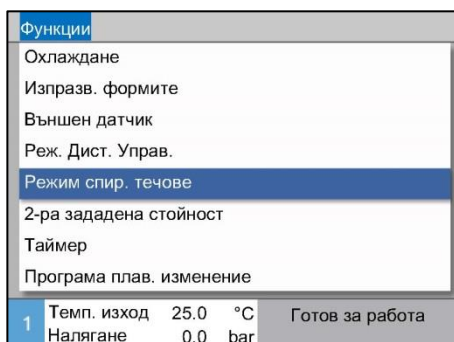 Функции
Охлаждане
Изпразв. формите
Външен датчик
Реж. Дист. Управ.
Режим спир. течове
2-ра зададена стойност
Таймер
Програма плав. изменение
1 Темп. изход 25.0 °C Готов за работа
Налягане 0.0 bar